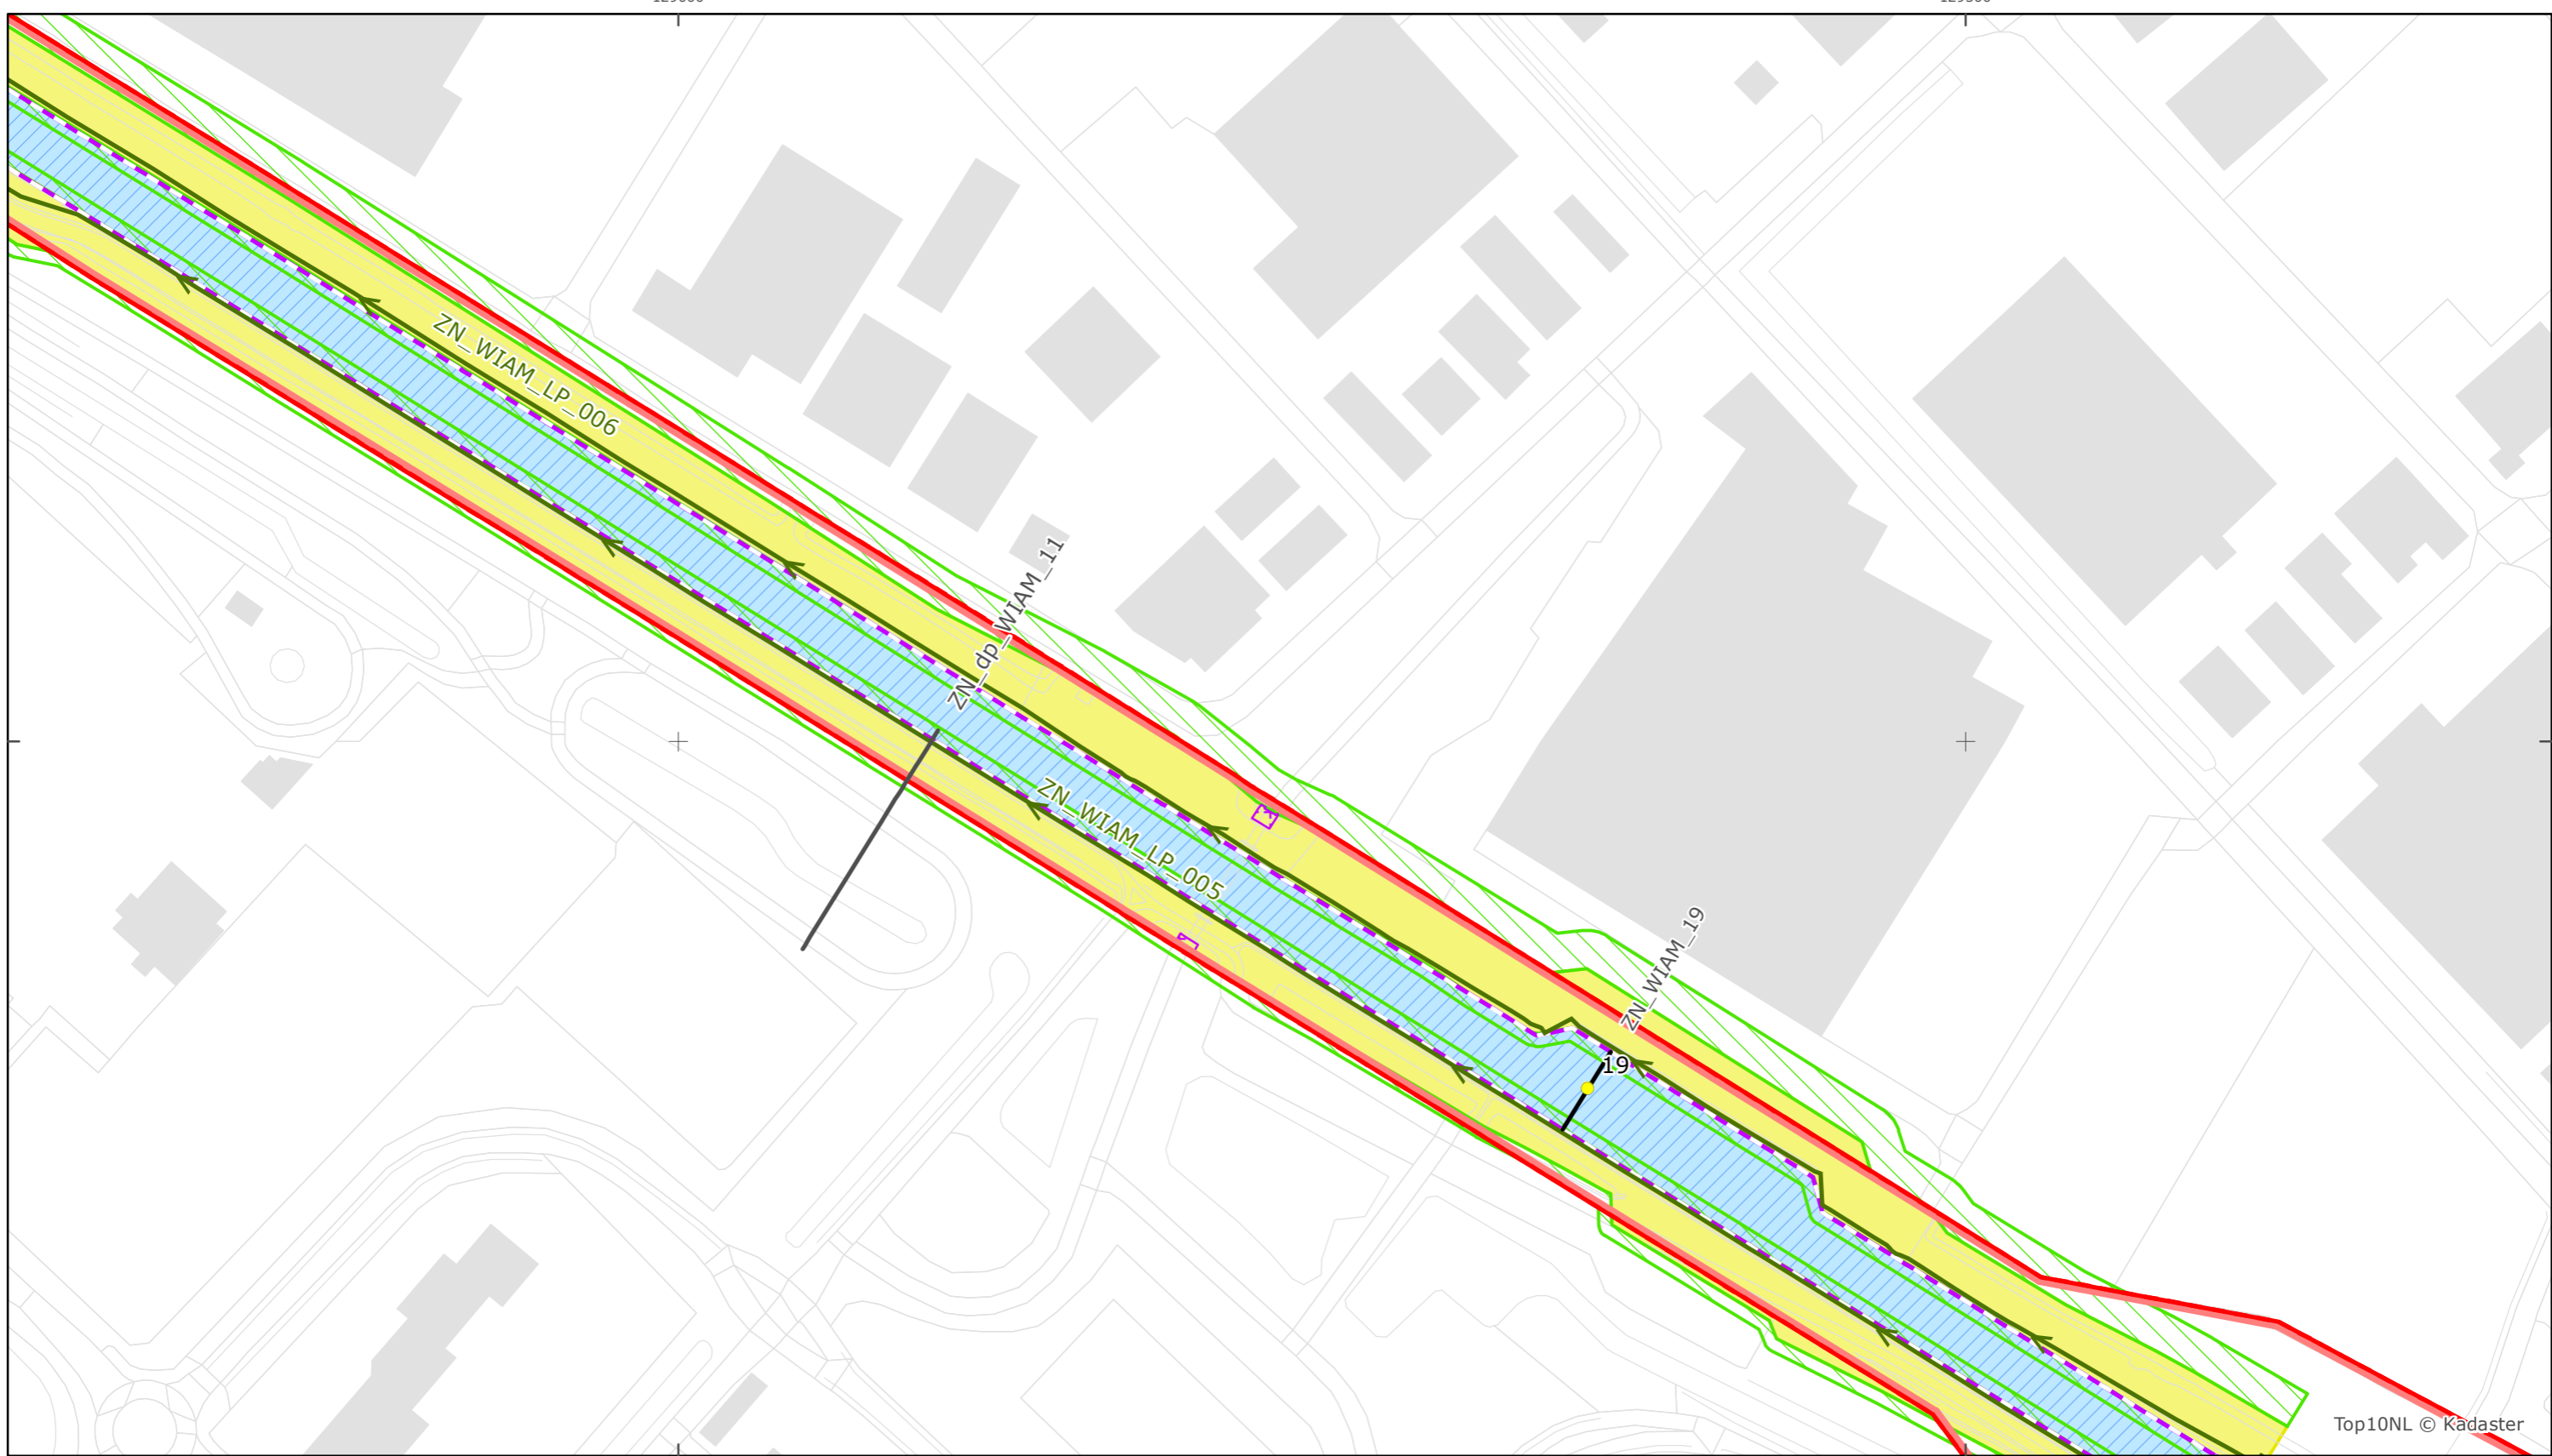 ZN_WIAM_LP_006
ZN_dp_WIAM_11
ZN_WIAM_LP_005
ZN_WIAM_19
19
Top10NL © Kadaster